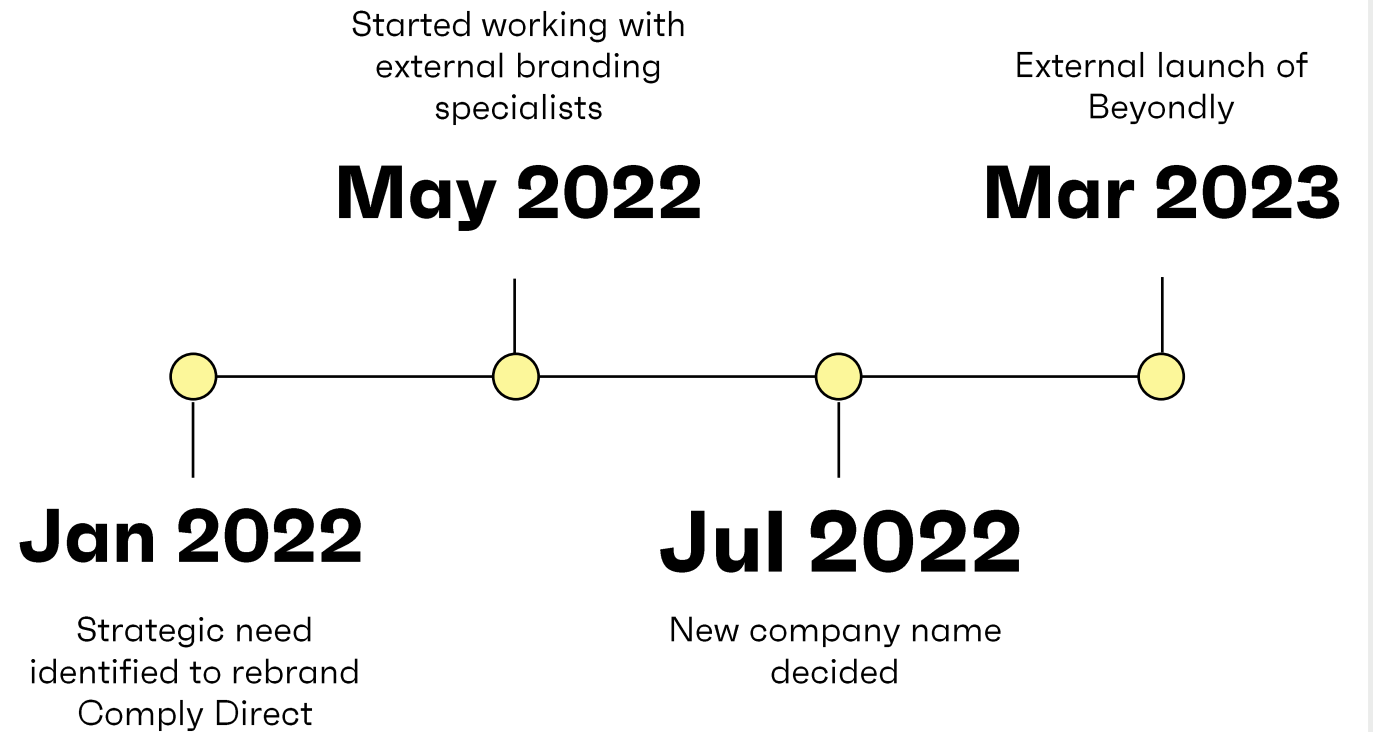 Started working with
external branding
specialists
May 2022
External launch of
Beyondly
Mar 2023
Jan 2022
Strategic need
identified to rebrand
Comply Direct
Jul 2022
New company name
decided